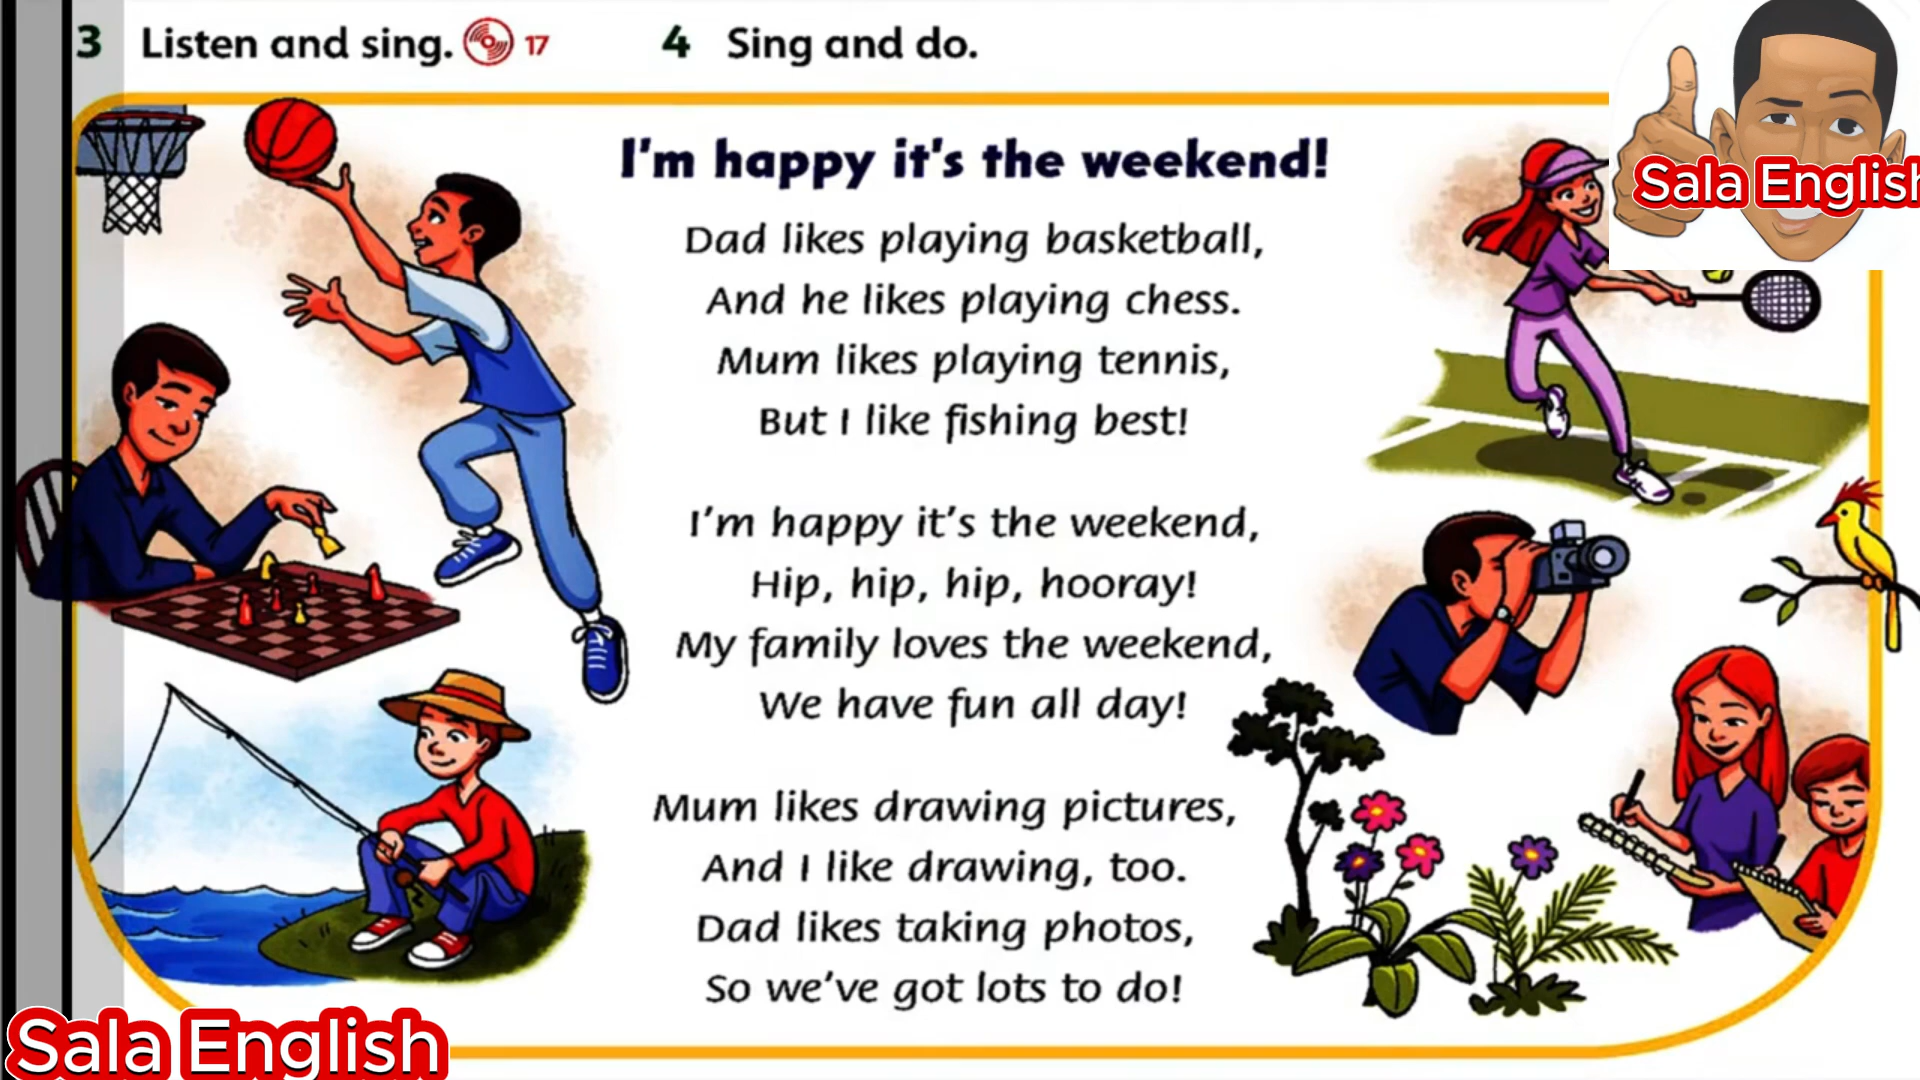 3 Listen and sing. 17 4 Sing and do.
Sala English
I'm happy it's the weekend!
Dad likes playing basketball,
And he likes playing chess.
Mum likes playing tennis,
But I like fishing best!
I'm happy it's the weekend,
Hip, hip, hip, hooray!
My family loves the weekend,
We have fun all day!
Mum likes drawing pictures,
And I like drawing, too.
Dad likes taking photos,
So we've got lots to do!
Sala English